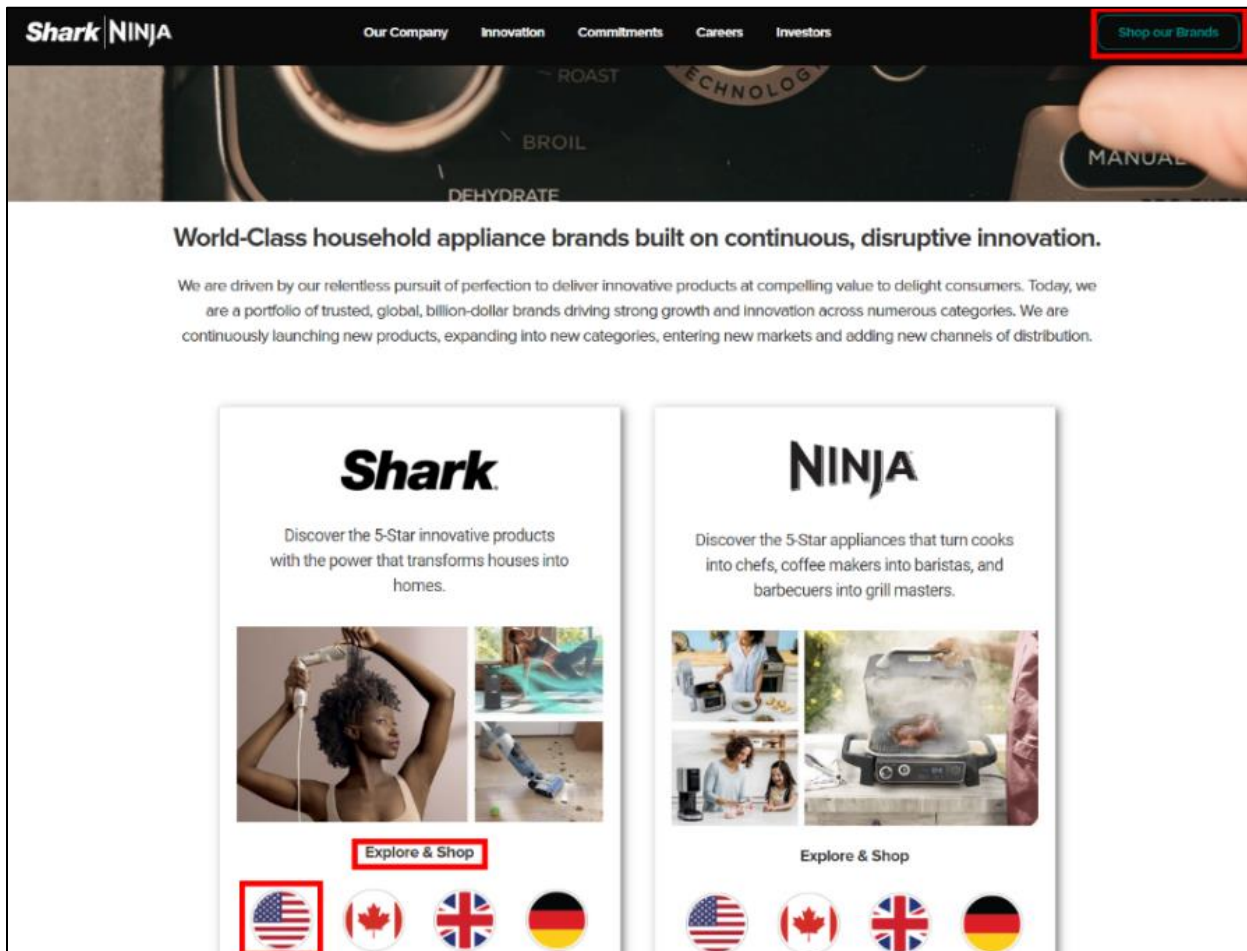 Shark NINJA
Our Company Innovation Commitments Careers Investors
Shop our Brands
ROAST
TECHNOLOGY
BROIL
DEHYDRATE
MANUAL
World-Class household appliance brands built on continuous, disruptive innovation.
We are driven by our relentless pursuit of perfection to deliver innovative products at compelling value to delight consumers. Today, we
are a portfolio of trusted, global, billion-dollar brands driving strong growth and innovation across numerous categories. We are
continuously launching new products, expanding into new categories, entering new markets and adding new channels of distribution.
Shark
Discover the 5-Star innovative products
with the power that transforms houses into
homes.
Explore & Shop
NINJA
Discover the 5-Star appliances that turn cooks
into chefs, coffee makers into baristas, and
barbecuers into grill masters.
Explore & Shop